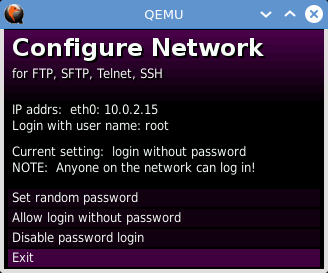 QEMU
Configure Network
for FTP, SFTP, Telnet, SSH
IP addrs:  eth0: 10.0.2.15
Login with user name: root
Current setting:  login without password
NOTE:  Anyone on the network can log in!
Set random password
Allow login without password
Disable password login
Exit